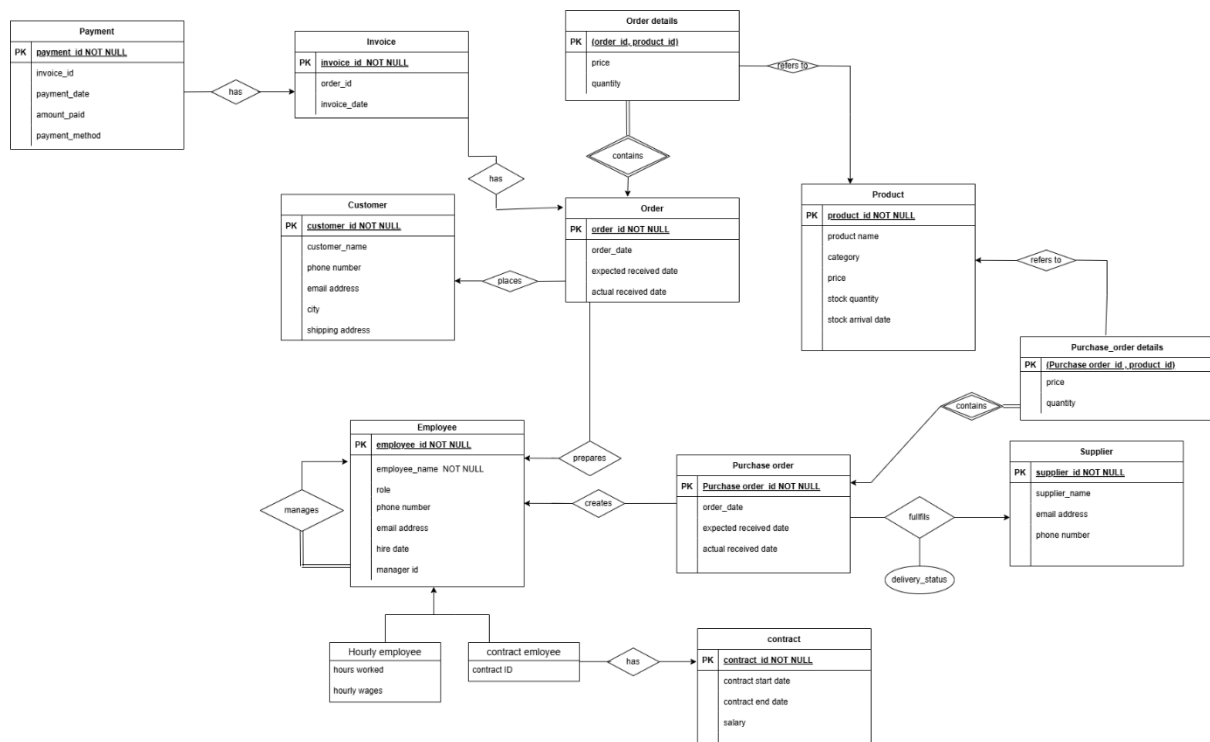 Payment
PK payment_id NOT NULL
invoice_id
payment_date
amount_paid
payment_method
has
Invoice
PK invoice_id NOT NULL
order_id
invoice_date
has
Order details
PK (order_id, product_id)
price
quantity
refers to
contains
Customer
PK customer_id NOT NULL
customer_name
phone number
email address
city
shipping address
places
Order
PK order_id NOT NULL
order_date
expected received date
actual received date
Product
PK product_id NOT NULL
product name
category
price
stock quantity
stock arrival date
refers to
Purchase_order details
PK (Purchase order_id , product_id)
price
quantity
contains
Employee
PK employee_id NOT NULL
employee_name NOT NULL
role
phone number
email address
hire date
manager id
manages
prepares
creates
Purchase order
PK Purchase order_id NOT NULL
order_date
expected received date
actual received date
fullfils
delivery_status
Supplier
PK supplier_id NOT NULL
supplier_name
email address
phone number
Hourly employee
hours worked
hourly wages
contract emloyee
contract ID
has
contract
PK contract_id NOT NULL
contract start date
contract end date
salary